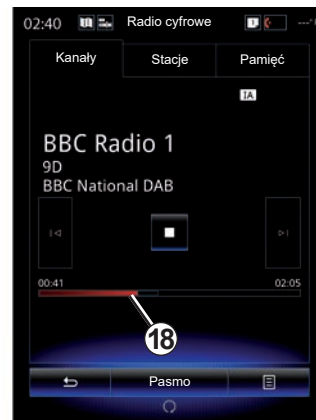 02:40 Radio cyfrowe
Kanały Stacje Pamięć
IA
BBC Radio 1
9D
BBC National DAB
00:41 02:05
18
Pasmo